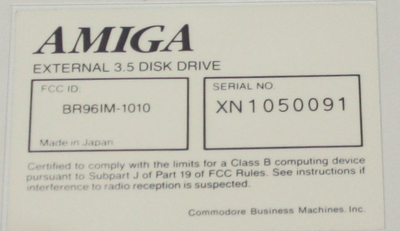 AMIGA
EXTERNAL 3.5 DISK DRIVE
FCC ID:
BR96IM-1010
Made in Japan
SERIAL NO.
XN1050091
Certified to comply with the limits for a Class B computing device
pursuant to Subpart J of Part 19 of FCC Rules. See instructions if
interference to radio reception is suspected.
Commodore Business Machines, Inc.